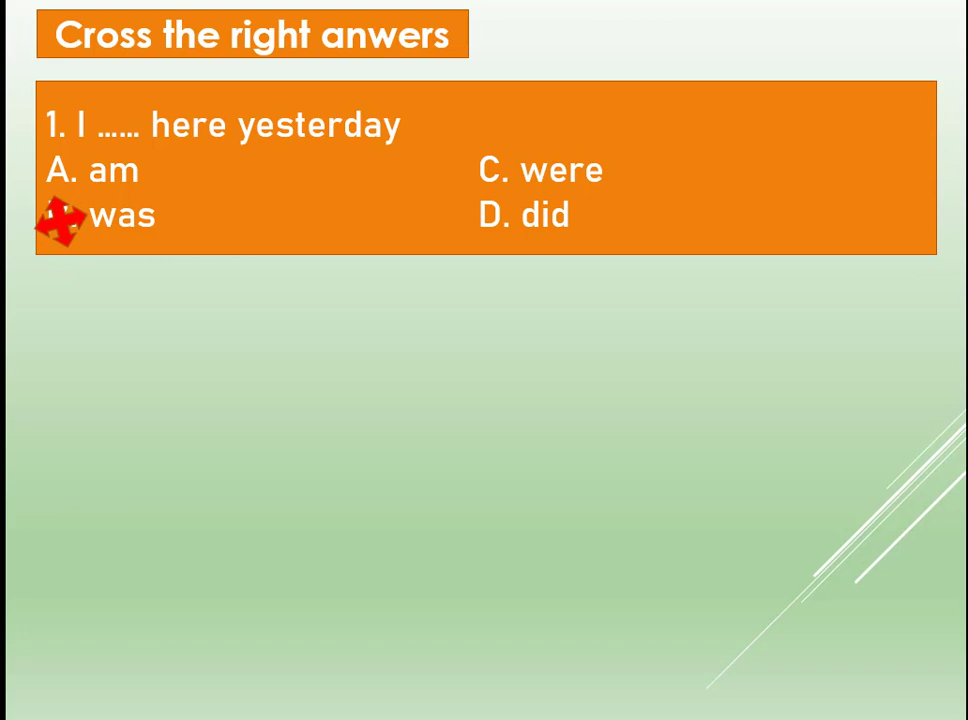 Cross the right anwers
1. I ...... here yesterday
A. am
C. were
was
D. did